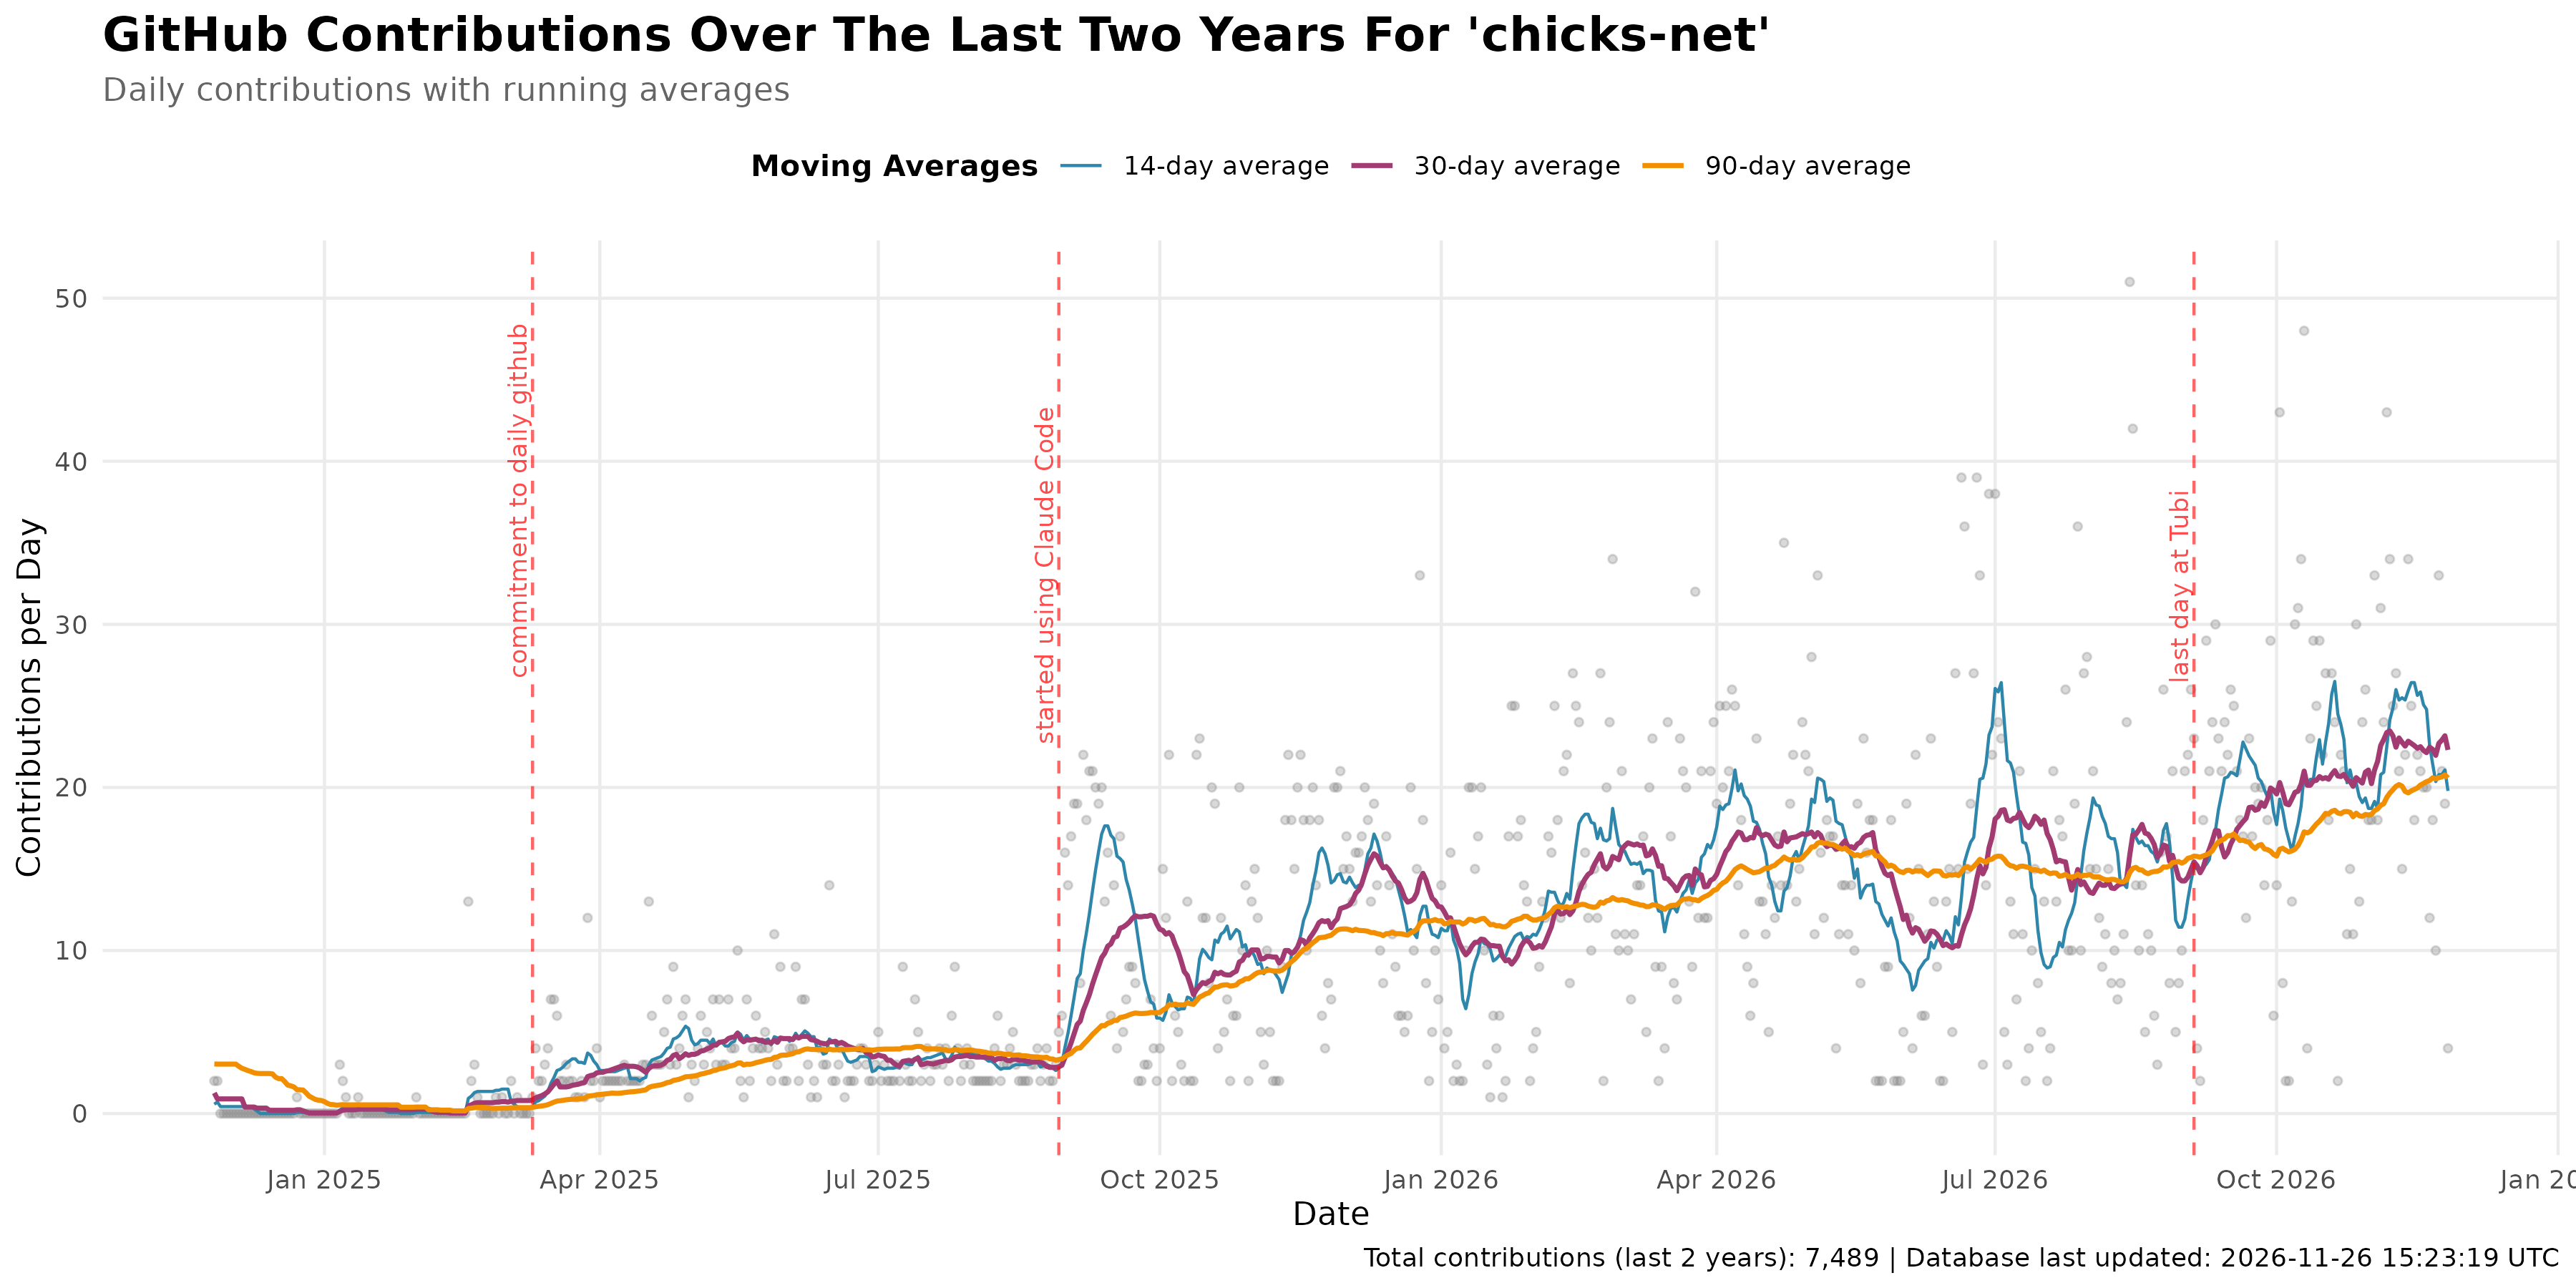 GitHub Contributions Over The Last Two Years For 'chicks-net'
Daily contributions with running averages
Moving Averages 14-day average 30-day average 90-day average
Contributions per Day
50
40
30
20
10
0
commitment to daily github
started using Claude Code
last day at Tubi
Jan 2025 Apr 2025 Jul 2025 Oct 2025 Jan 2026 Apr 2026 Jul 2026 Oct 2026 Jan 20
Date
Total contributions (last 2 years): 7,489 | Database last updated: 2026-11-26 15:23:19 UTC